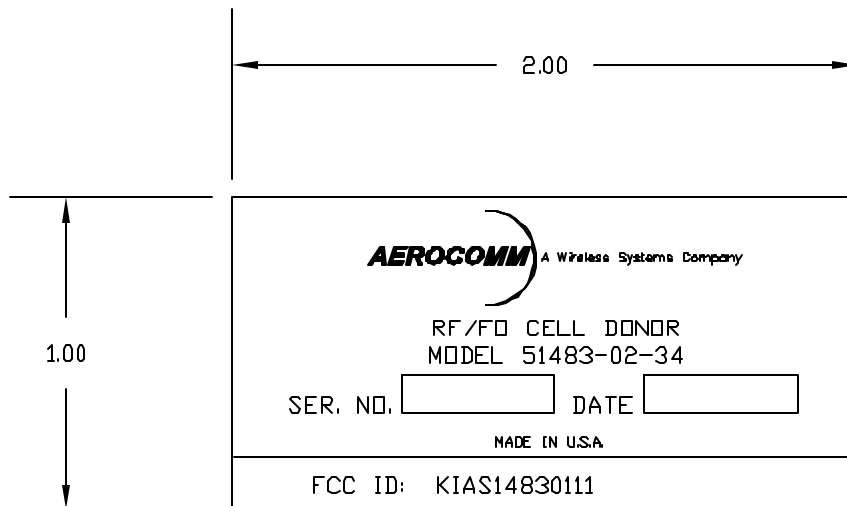 2.00
AEROCOMM A Wireless Systems Company
1.00
RF/FO CELL DONOR
MODEL 51483-02-34
SER. NO. DATE
MADE IN U.S.A.
FCC ID: KIAS14830111